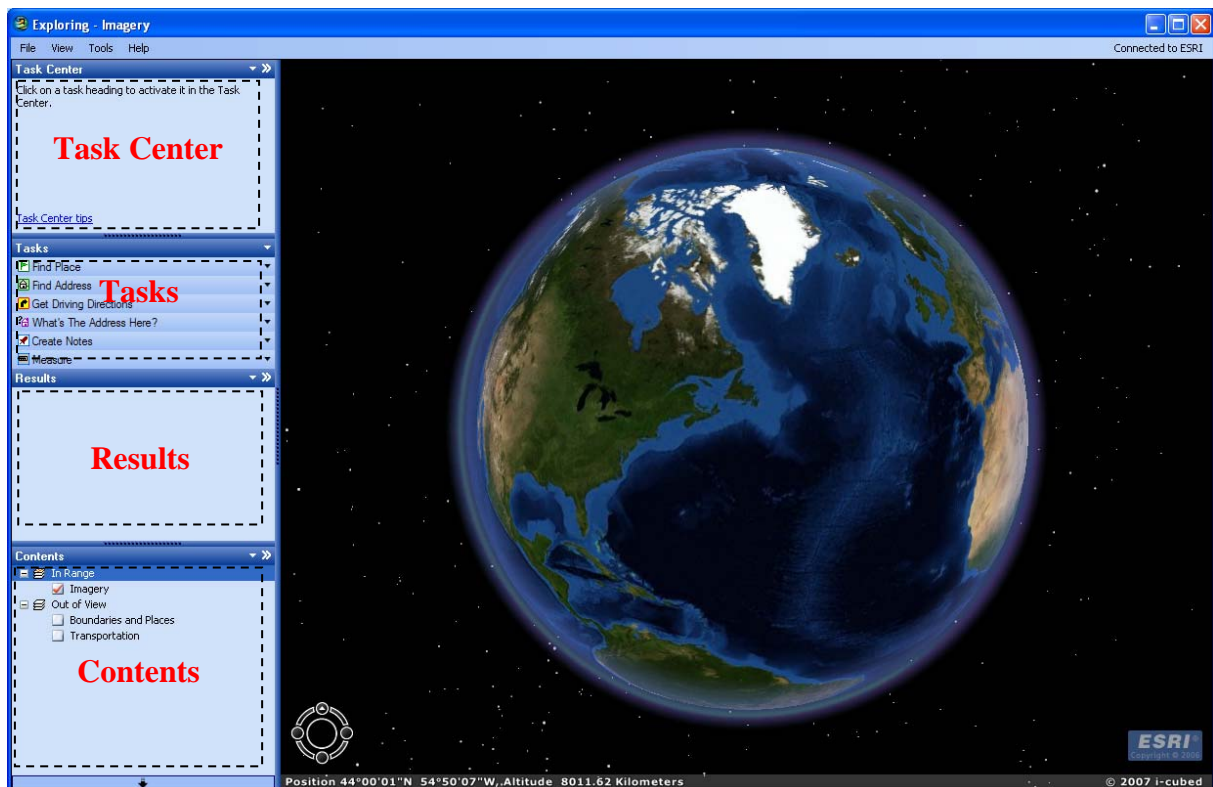 Exploring - Imagery
File View Tools Help
Connected to ESRI
Task Center
Click on a task heading to activate it in the Task
Center.
Task Center
Task Center tips
Tasks
Find Place
Find Address
Tasks
Get Driving Directions
What's The Address Here?
Create Notes
Measure
Results
Results
Contents
In Range
Imagery
Out of View
Boundaries and Places
Transportation
Contents
ESRI®
Copyright © 2006
Position 44°00'01"N 54°50'07"W,.Altitude 8011.62 Kilometers
© 2007 i-cubed